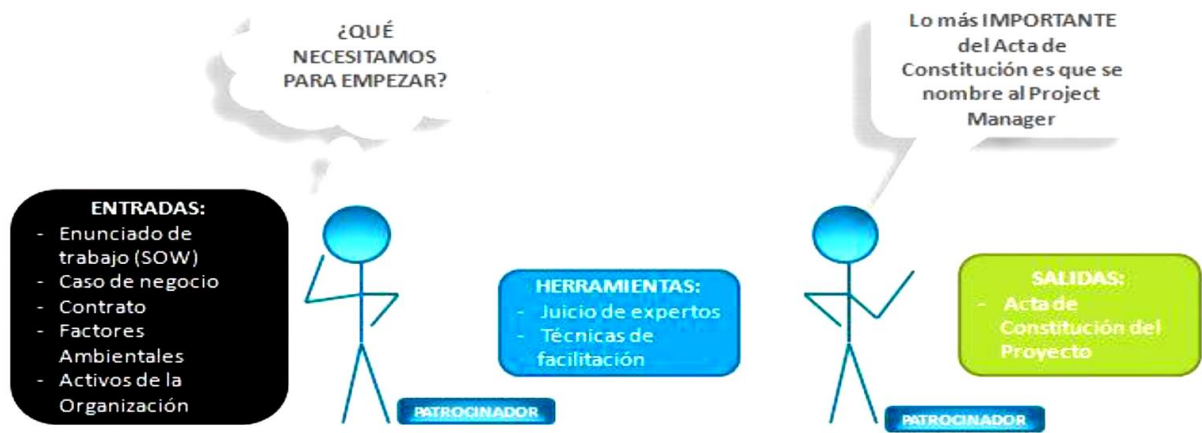 ¿QUÉ
NECESITAMOS
PARA EMPEZAR?
Lo más IMPORTANTE
del Acta de
Constitución es que se
nombre al Project
Manager
ENTRADAS:
- Enunciado de
trabajo (SOW)
- Caso de negocio
- Contrato
- Factores
Ambientales
- Activos de la
Organización
PATROCINADOR
HERRAMIENTAS:
- Juicio de expertos
- Técnicas de
facilitación
PATROCINADOR
SALIDAS:
- Acta de
Constitución del
Proyecto